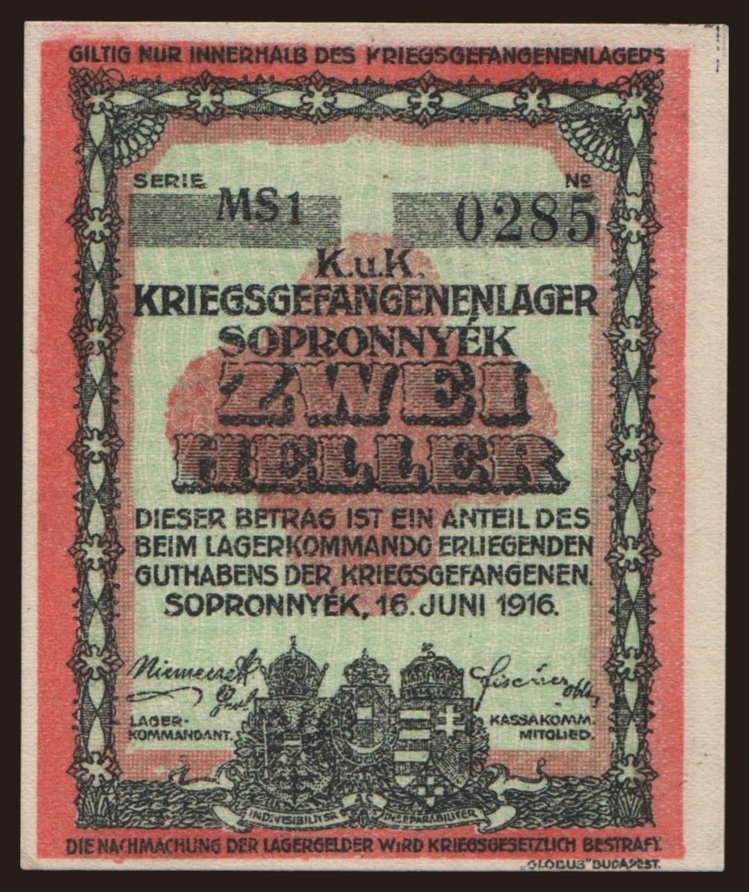 GILTIG NUR INNERHALB DES KRIEGSGEFANGENENLAGERS
SERIE Nº
MS1 0285
K.u.K.
KRIEGSGEFANGENENLAGER
SOPRONNYÉK
ZWEI
HELLER
DIESER BETRAG IST EIN ANTEIL DES
BEIM LAGERKOMMANDO ERLIEGENDEN
GUTHABENS DER KRIEGSGEFANGENEN.
SOPRONNYÉK, 16. JUNI 1916.
LAGER- KASSAKOMM.
KOMMANDANT. MITGLIED.
INDIVISIBILITER AC INSEPARABILITER
DIE NACHMACHUNG DER LAGERGELDER WIRD KRIEGSGESETZLICH BESTRAFT.
„GLOBUS" BUDAPEST.